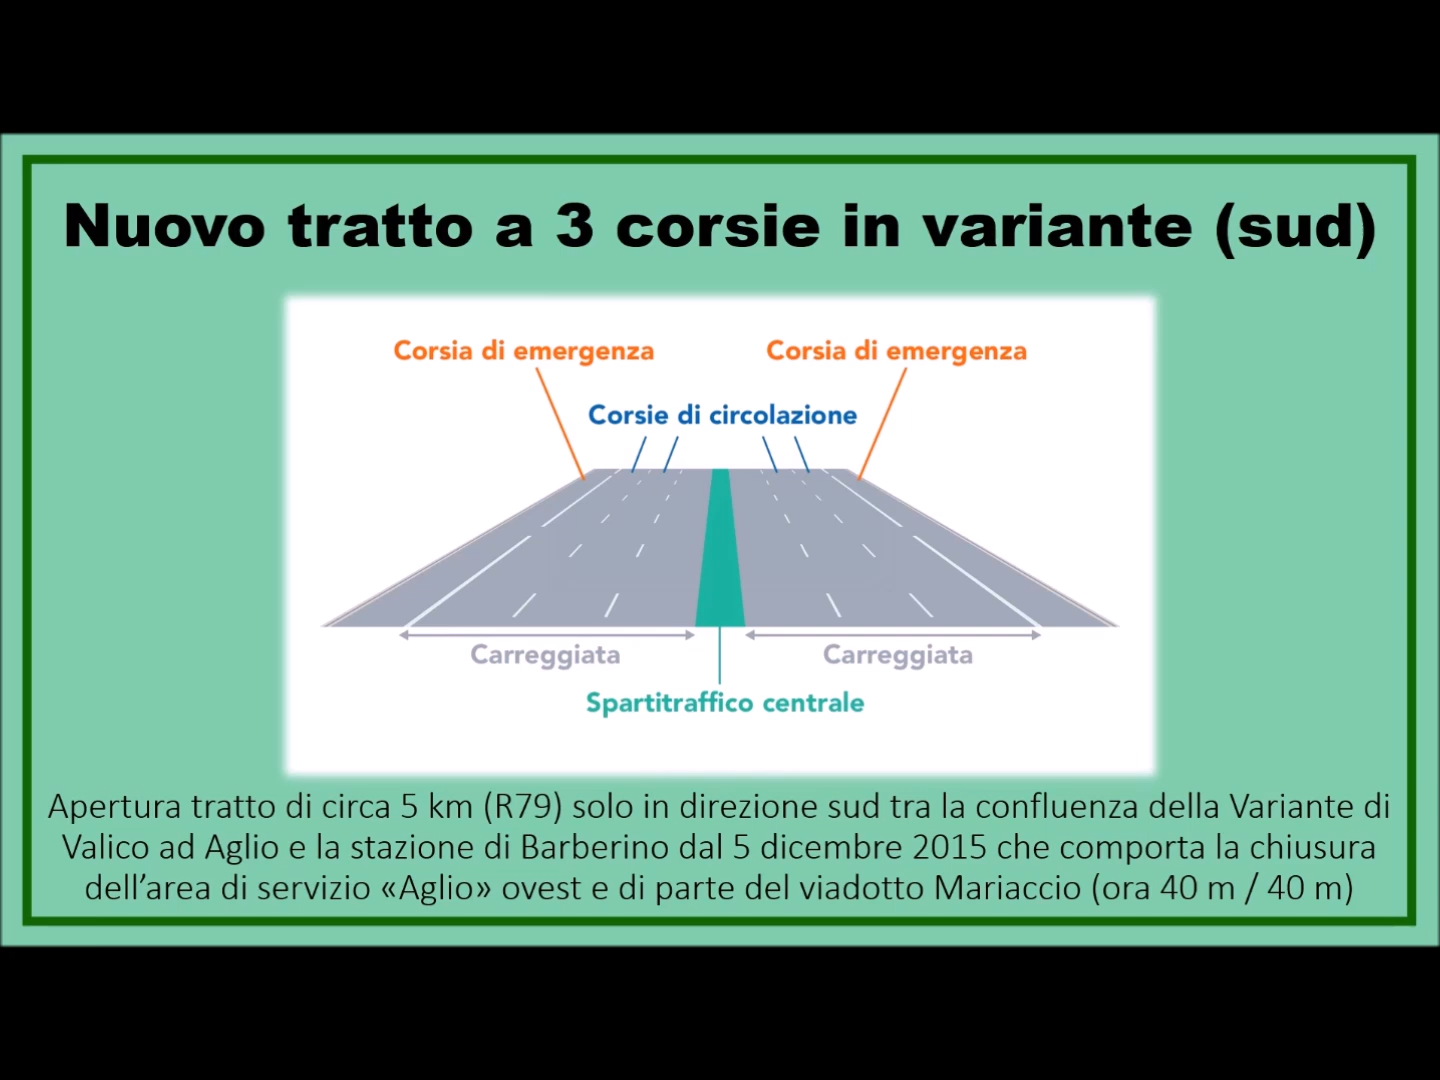 Nuovo tratto a 3 corsie in variante (sud)
Corsia di emergenza
Corsia di emergenza
Corsie di circolazione
Carreggiata
Carreggiata
Spartitraffico centrale
Apertura tratto di circa 5 km (R79) solo in direzione sud tra la confluenza della Variante di
Valico ad Aglio e la stazione di Barberino dal 5 dicembre 2015 che comporta la chiusura
dell’area di servizio «Aglio» ovest e di parte del viadotto Mariaccio (ora 40 m / 40 m)